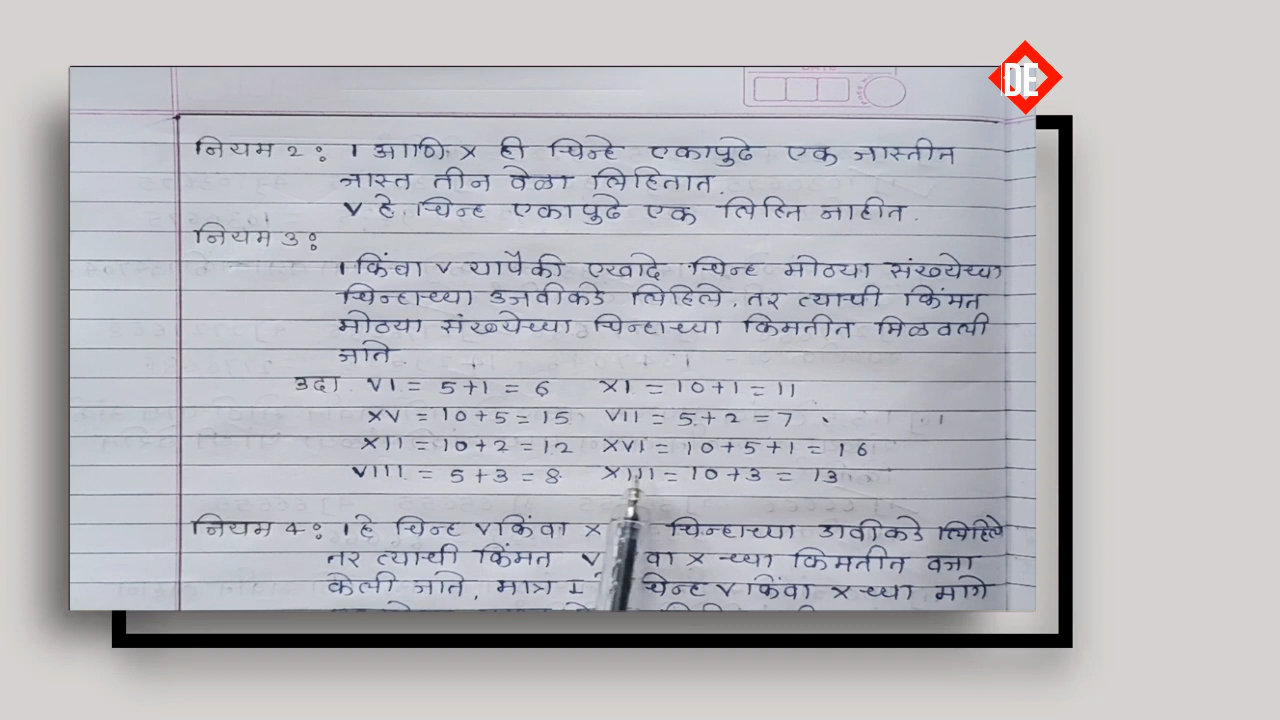 DE
नियम 2 : I आणि X ही चिन्हे एकापुढे एक जास्तीत
जास्त तीन वेळा लिहितात.
V हे चिन्ह एकापुढे एक लिहित नाहीत.
नियम 3 :
I किंवा V यापैकी एखादे चिन्ह मोठ्या संख्येच्या
चिन्हाच्या उजवीकडे लिहिले, तर त्याची किंमत
मोठ्या संख्येच्या चिन्हाच्या किमतीत मिळवली
जाते.
उदा. VI = 5+1 = 6 XI = 10+1 = 11
XV = 10+5 = 15 VII = 5+2 = 7
XII = 10+2 = 12 XVI = 10+5+1 = 16
VIII = 5+3 = 8 XIII = 10+3 = 13
नियम 4 : I हे चिन्ह V किंवा X चिन्हाच्या डावीकडे लिहिले
तर त्याची किंमत V वा X च्या किमतीत वजा
केली जाते, मात्र I चिन्ह V किंवा X च्या मागे